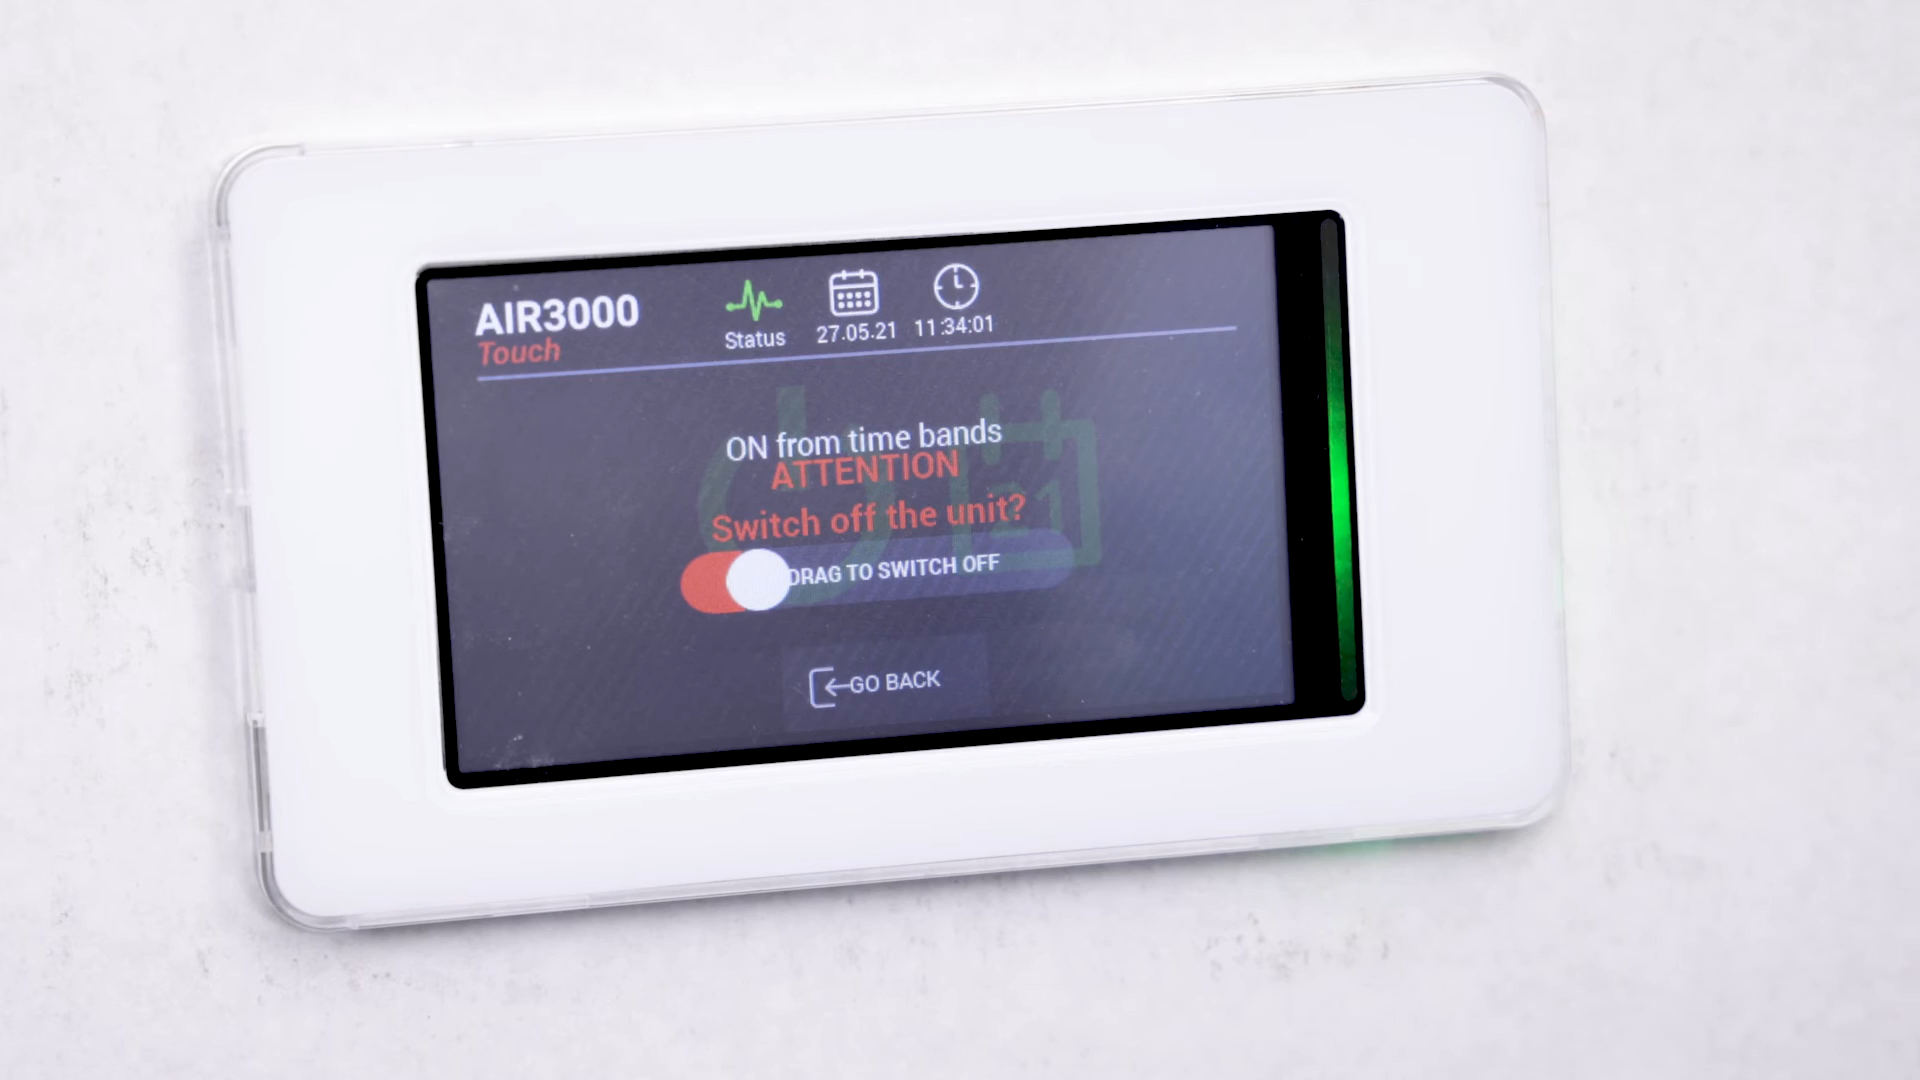 AIR3000
Touch
Status
27.05.21
11:34:01
ON from time bands
ATTENTION
Switch off the unit?
DRAG TO SWITCH OFF
GO BACK